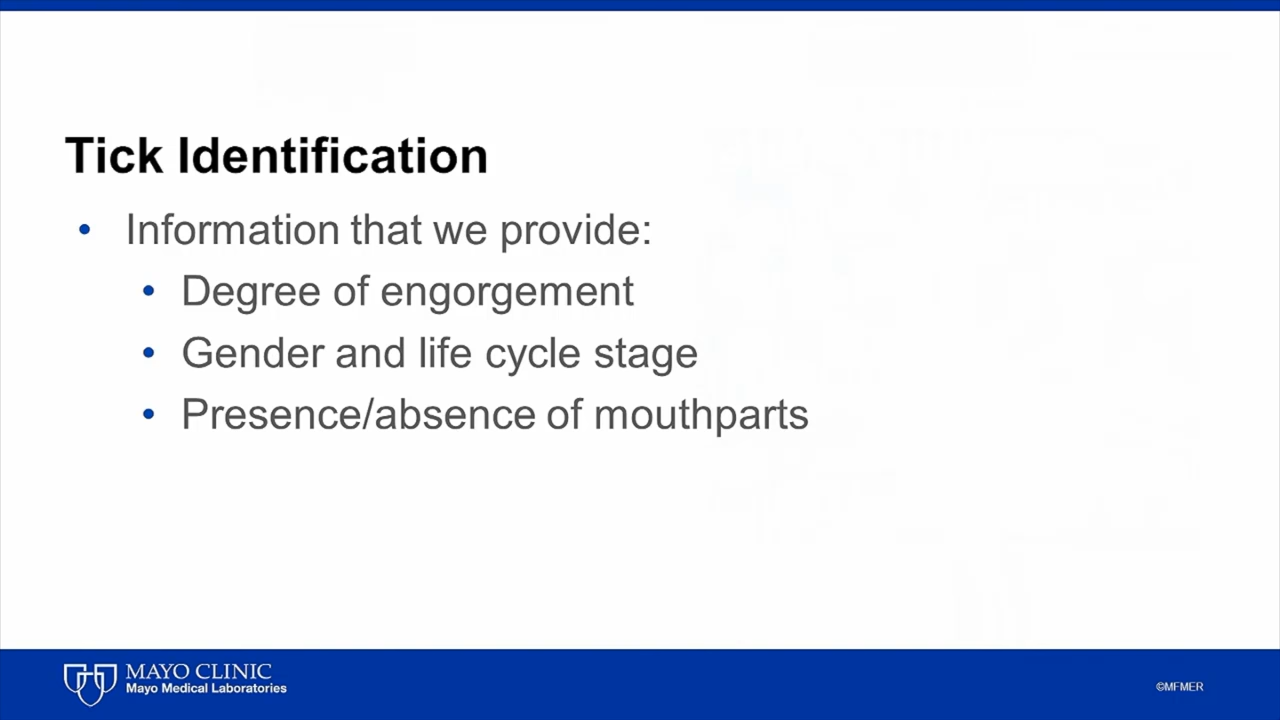 Tick Identification
• Information that we provide:
• Degree of engorgement
• Gender and life cycle stage
• Presence/absence of mouthparts
MAYO CLINIC
Mayo Medical Laboratories
©MFMER